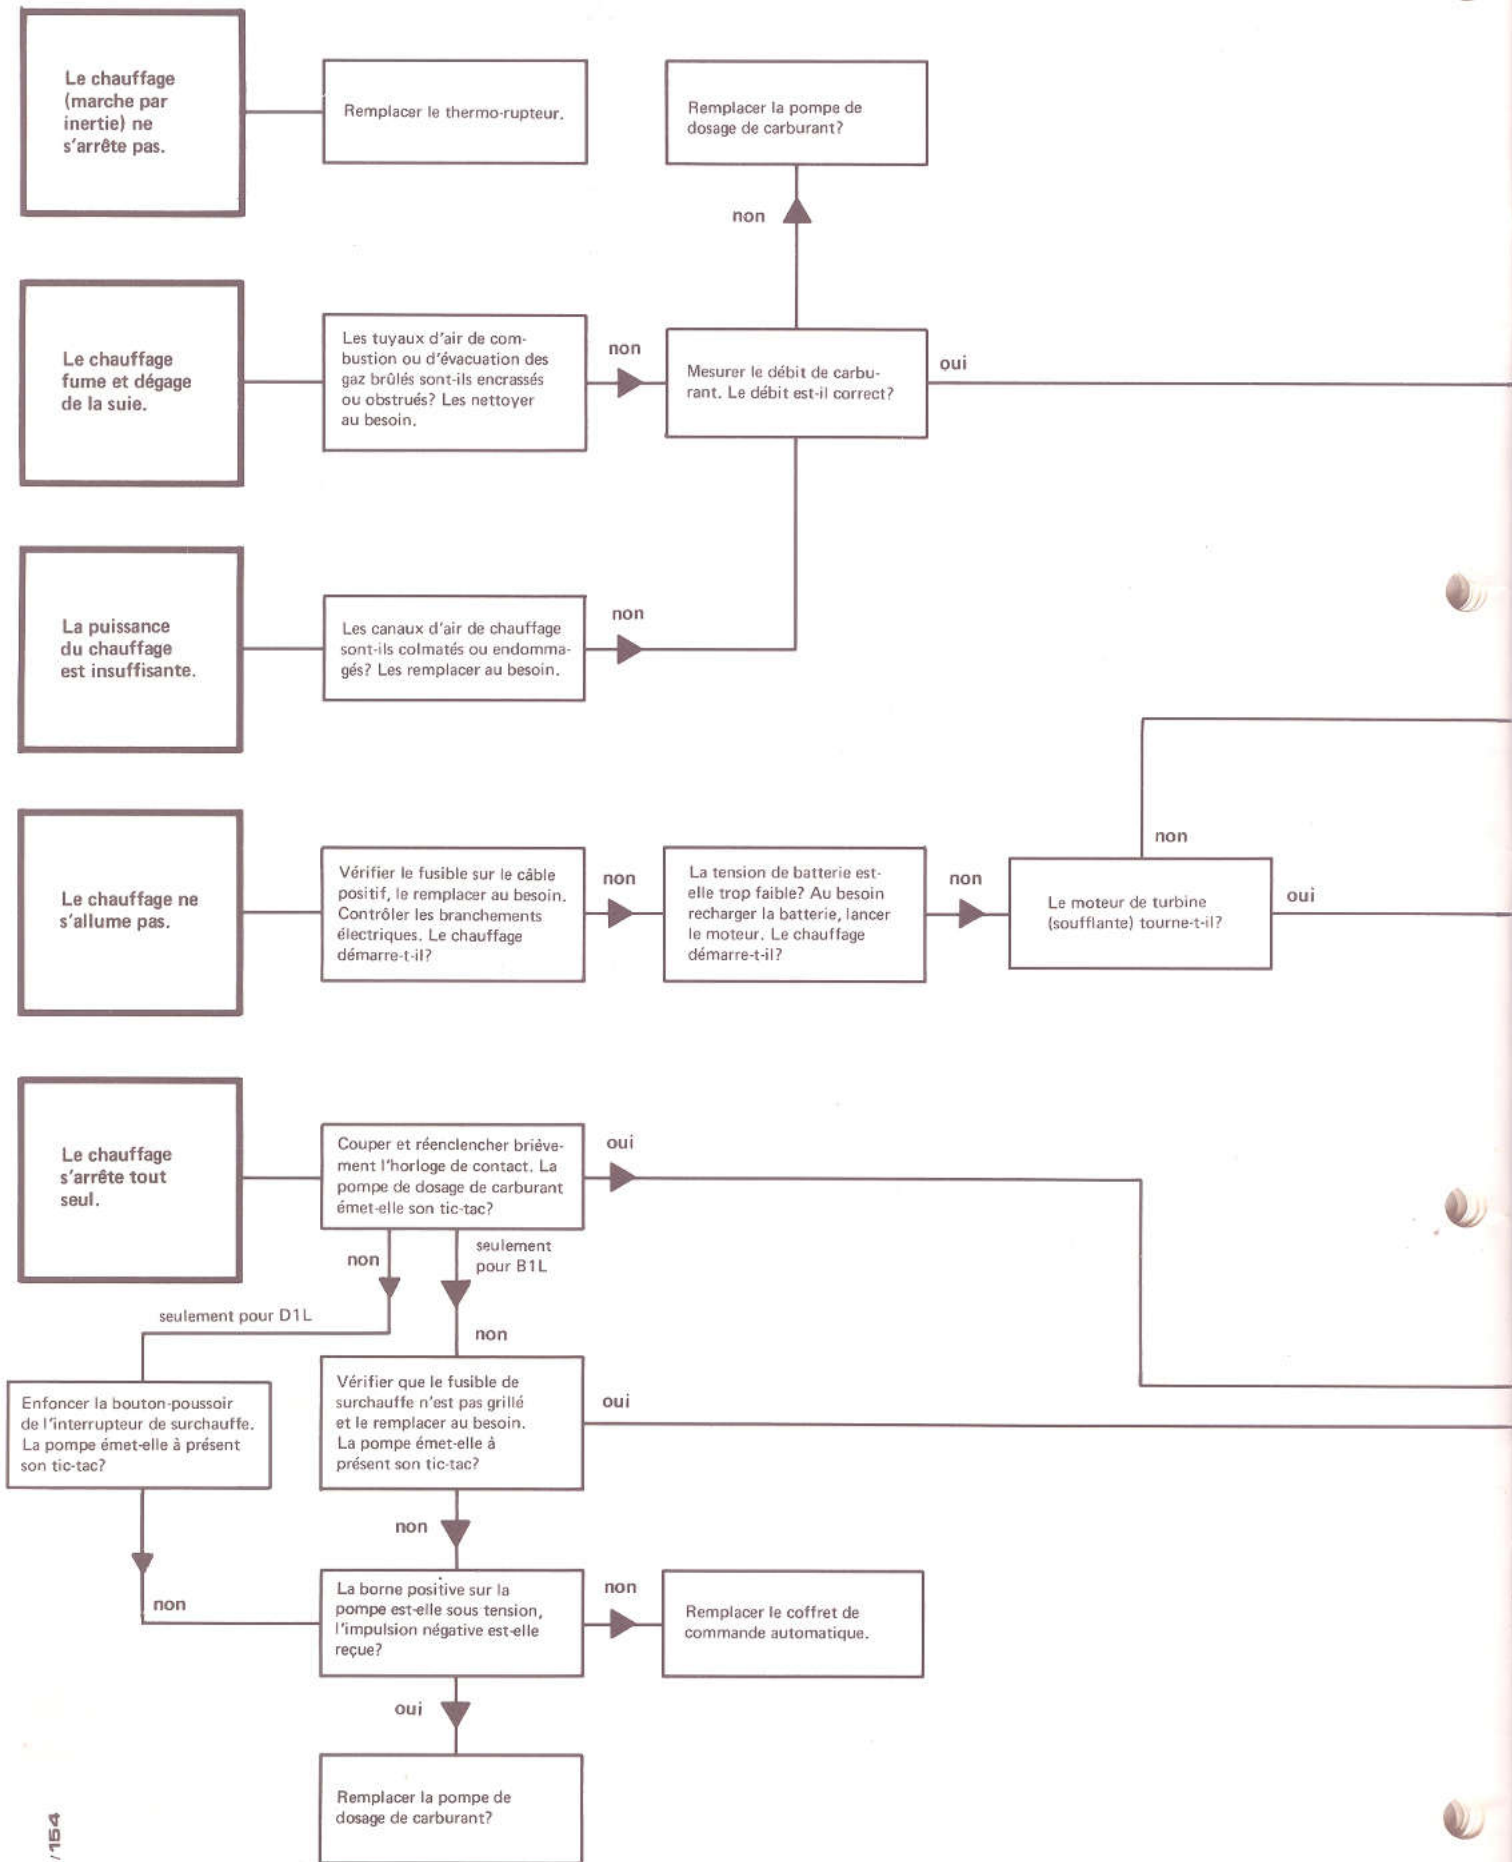 Le chauffage
(marche par
inertie) ne
s'arrête pas.
Remplacer le thermo-rupteur.
Remplacer la pompe de
dosage de carburant?
non
Le chauffage
fume et dégage
de la suie.
Les tuyaux d'air de com-
bustion ou d'évacuation des
gaz brûlés sont-ils encrassés
ou obstrués? Les nettoyer
au besoin.
non
Mesurer le débit de carbu-
rant. Le débit est-il correct?
oui
La puissance
du chauffage
est insuffisante.
Les canaux d'air de chauffage
sont-ils colmatés ou endomma-
gés? Les remplacer au besoin.
non
Le chauffage ne
s'allume pas.
Vérifier le fusible sur le câble
positif, le remplacer au besoin.
Contrôler les branchements
électriques. Le chauffage
démarre-t-il?
non
La tension de batterie est-
elle trop faible? Au besoin
recharger la batterie, lancer
le moteur. Le chauffage
démarre-t-il?
non
Le moteur de turbine
(soufflante) tourne-t-il?
non
oui
Le chauffage
s'arrête tout
seul.
Couper et réenclencher briève-
ment l'horloge de contact. La
pompe de dosage de carburant
émet-elle son tic-tac?
oui
non
seulement
pour B1L
seulement pour D1L
non
Enfoncer la bouton-poussoir
de l'interrupteur de surchauffe.
La pompe émet-elle à présent
son tic-tac?
Vérifier que le fusible de
surchauffe n'est pas grillé
et le remplacer au besoin.
La pompe émet-elle à
présent son tic-tac?
oui
non
non
La borne positive sur la
pompe est-elle sous tension,
l'impulsion négative est-elle
reçue?
non
Remplacer le coffret de
commande automatique.
oui
Remplacer la pompe de
dosage de carburant?
/154